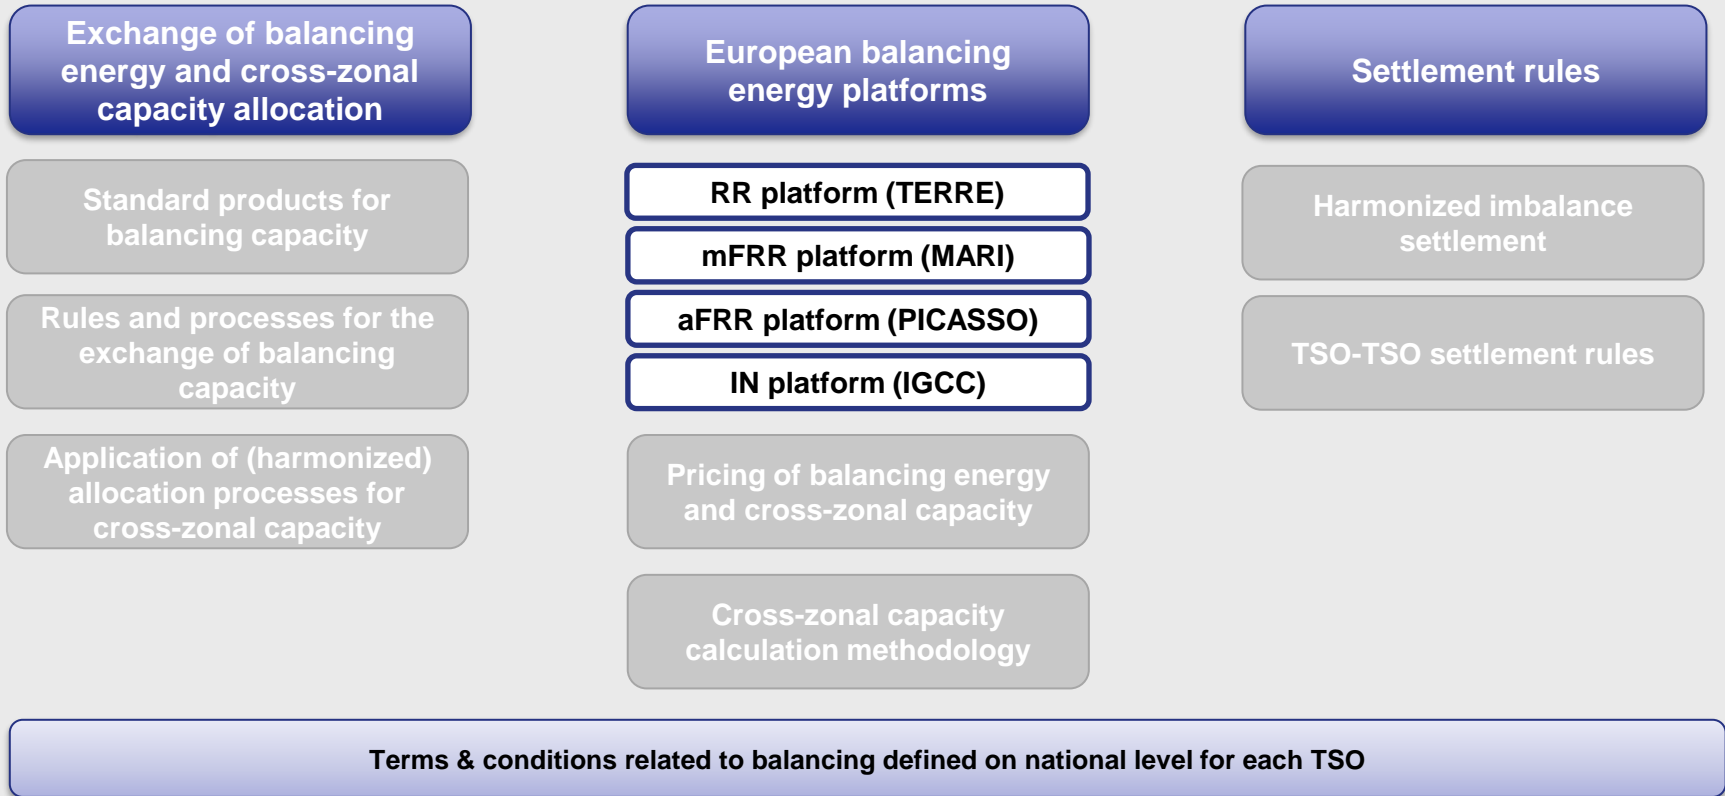 Exchange of balancing
energy and cross-zonal
capacity allocation
Standard products for
balancing capacity
Rules and processes for the
exchange of balancing
capacity
Application of (harmonized)
allocation processes for
cross-zonal capacity
European balancing
energy platforms
RR platform (TERRE)
mFRR platform (MARI)
aFRR platform (PICASSO)
IN platform (IGCC)
Pricing of balancing energy
and cross-zonal capacity
Cross-zonal capacity
calculation methodology
Settlement rules
Harmonized imbalance
settlement
TSO-TSO settlement rules
Terms & conditions related to balancing defined on national level for each TSO